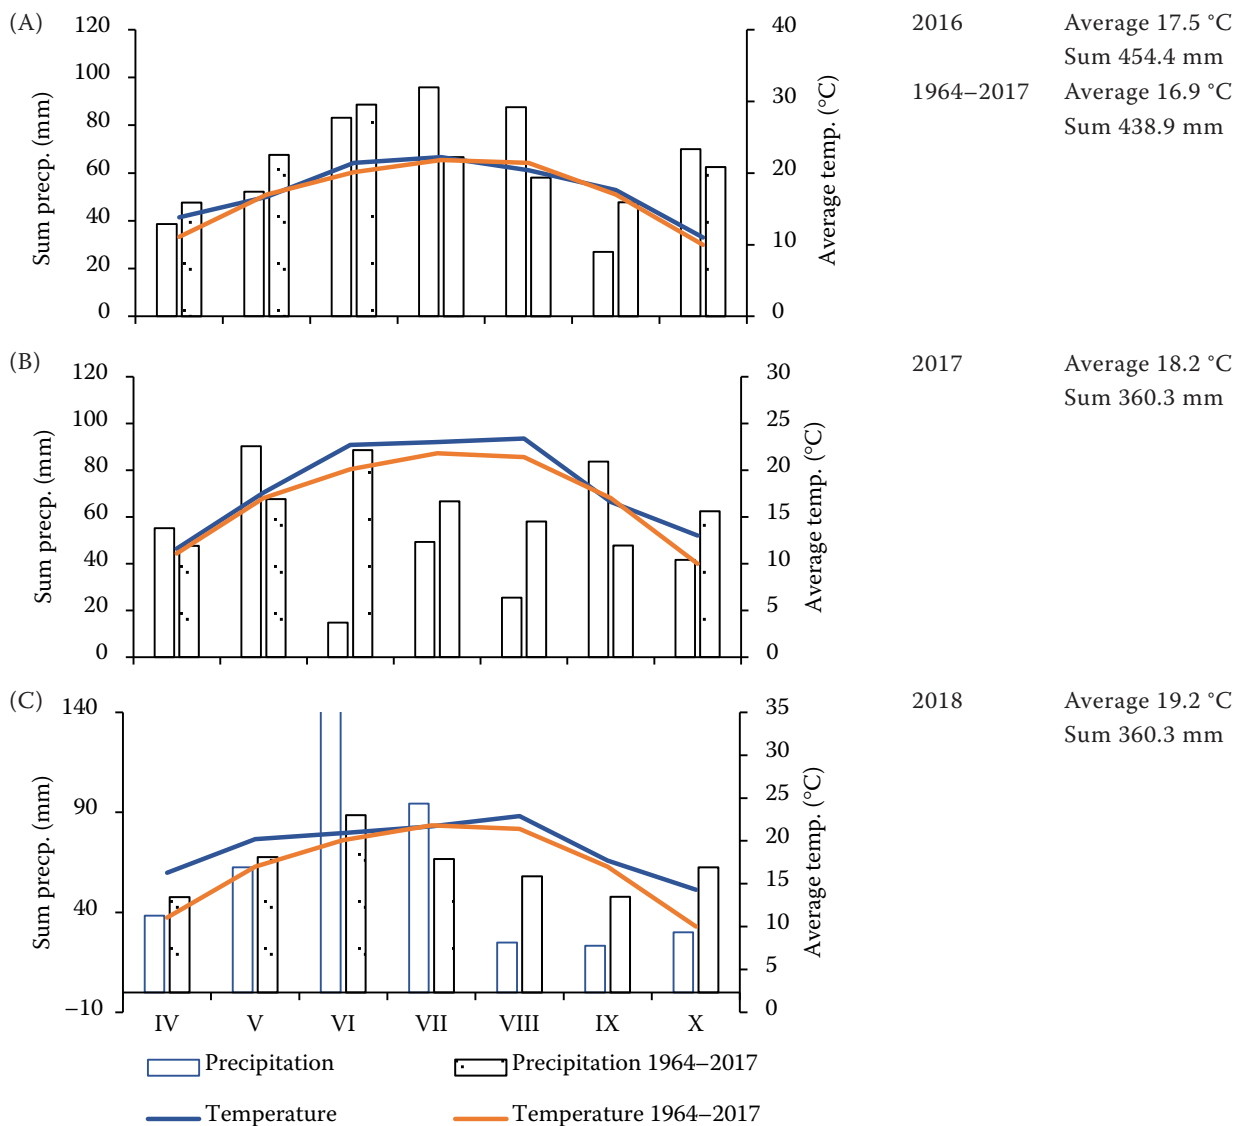 (A)
120
100
80
60
40
20
0
Sum precp. (mm)
40
30
20
10
0
Average temp. (°C)
2016 Average 17.5 °C
Sum 454.4 mm
1964–2017 Average 16.9 °C
Sum 438.9 mm
(B)
120
100
80
60
40
20
0
Sum precp. (mm)
30
25
20
15
10
5
0
Average temp. (°C)
2017 Average 18.2 °C
Sum 360.3 mm
(C)
140
90
40
–10
Sum precp. (mm)
35
30
25
20
15
10
5
0
Average temp. (°C)
2018 Average 19.2 °C
Sum 360.3 mm
IV V VI VII VIII IX X
Precipitation Precipitation 1964–2017
Temperature Temperature 1964–2017